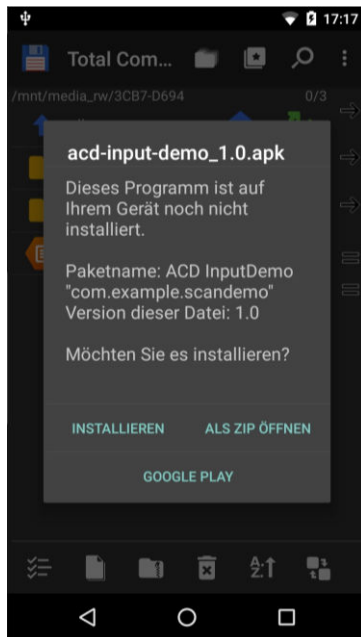 17:17
Total Com...
/mnt/media_rw/3CB7-D694 0/3
acd-input-demo_1.0.apk
Dieses Programm ist auf
Ihrem Gerät noch nicht
installiert.
Paketname: ACD InputDemo
"com.example.scandemo"
Version dieser Datei: 1.0
Möchten Sie es installieren?
INSTALLIEREN ALS ZIP ÖFFNEN
GOOGLE PLAY
A:
Z: